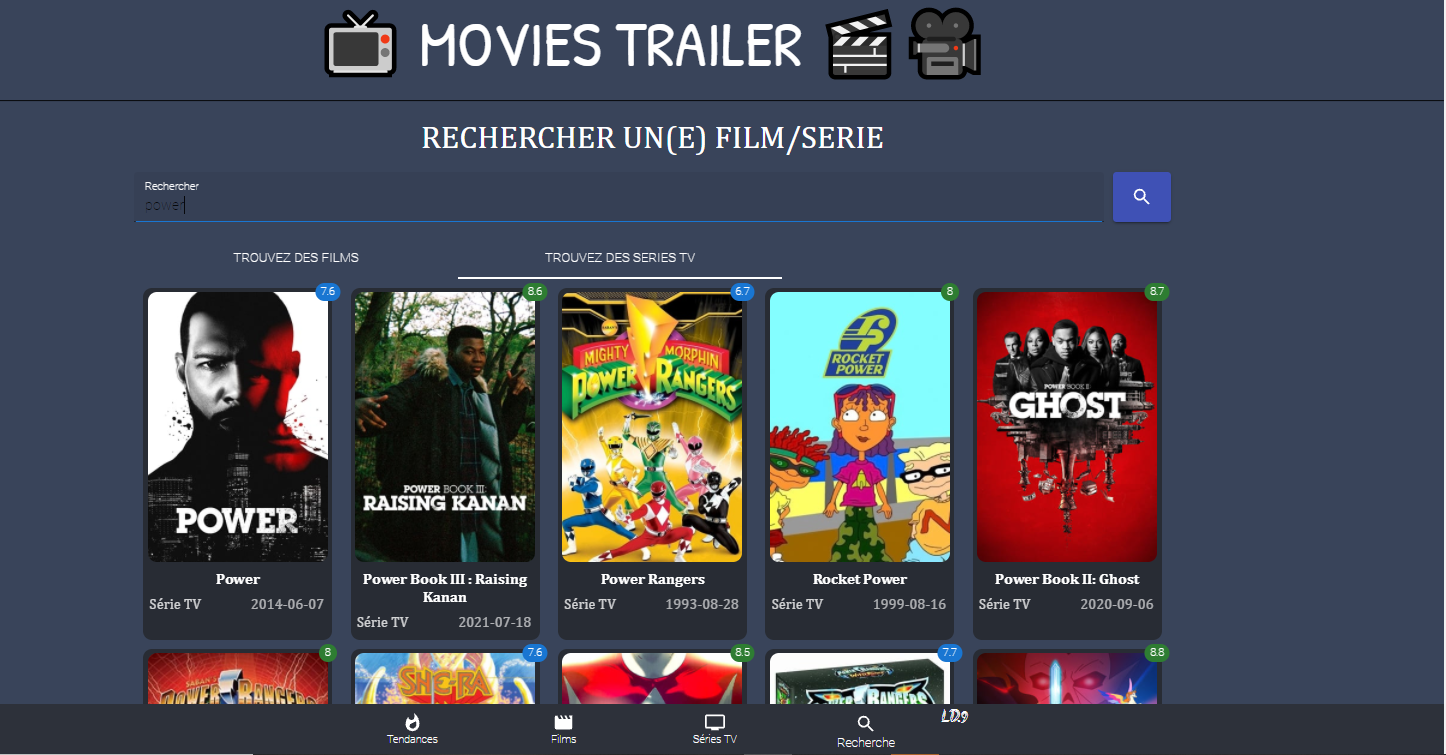 MOVIES TRAILER
RECHERCHER UN(E) FILM/SERIE
Rechercher
power
TROUVEZ DES FILMS
TROUVEZ DES SERIES TV
7.6
8.6
6.7
8
8.7
POWER
POWER BOOK III:
RAISING KANAN
SABAN'S
MIGHTY MORPHIN
POWER RANGERS
ROCKET
POWER
POWER BOOK II:
GHOST
Power
Série TV 2014-06-07
Power Book III : Raising
Kanan
Série TV 2021-07-18
Power Rangers
Série TV 1993-08-28
Rocket Power
Série TV 1999-08-16
Power Book II: Ghost
Série TV 2020-09-06
8
7.6
8.5
7.7
8.8
SABAN'S
POWER RANGERS
SHE-RA
POWER RANGERS
Tendances
Films
Séries TV
Recherche
LD.9